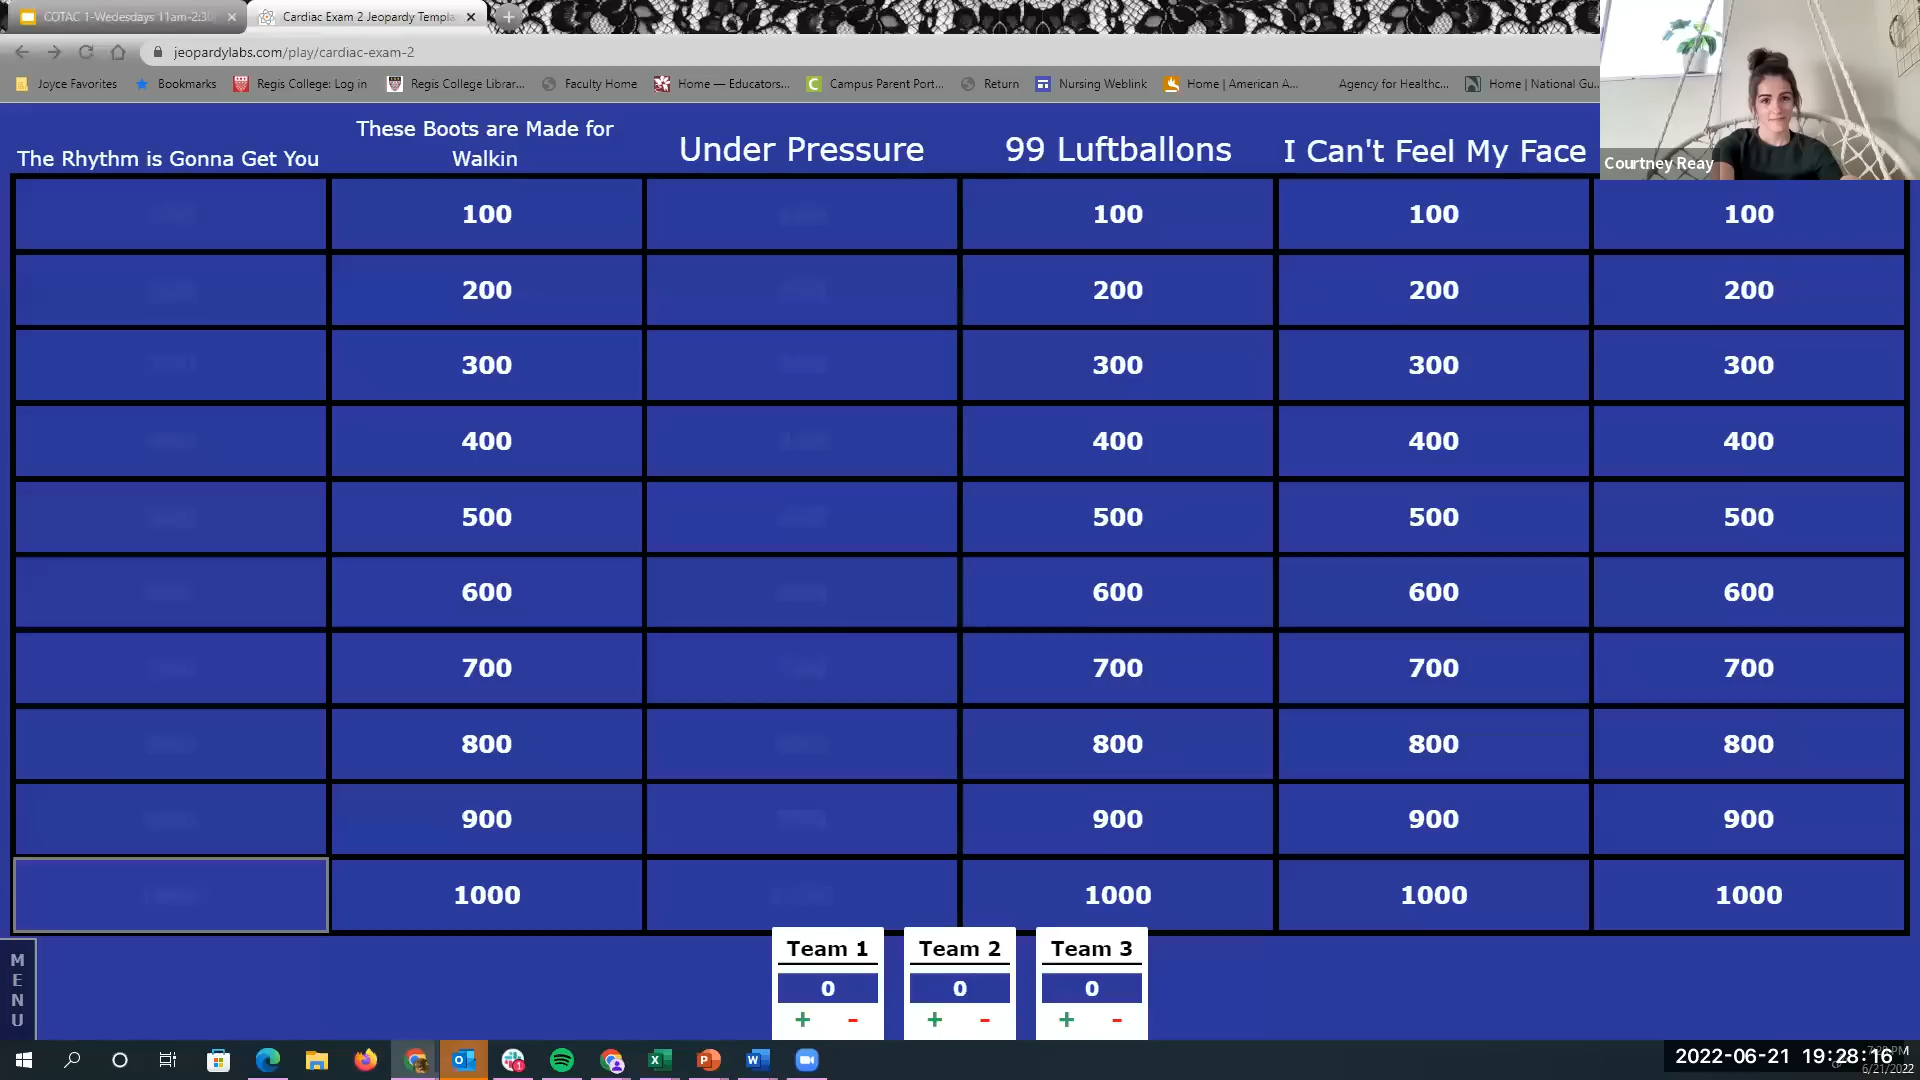 COTAC 1-Wedesdays 11am-2:30
Cardiac Exam 2 Jeopardy Templa
jeopardylabs.com/play/cardiac-exam-2
Joyce Favorites
Bookmarks
Regis College: Log in
Regis College Librar...
Faculty Home
Home — Educators...
Campus Parent Port...
Return
Nursing Weblink
Home | American A...
Agency for Healthc...
Home | National Gu...
Courtney Reay
The Rhythm is Gonna Get You
These Boots are Made for
Walkin
Under Pressure
99 Luftballons
I Can't Feel My Face
100 100 100 100
200 200 200 200
300 300 300 300
400 400 400 400
500 500 500 500
600 600 600 600
700 700 700 700
800 800 800 800
900 900 900 900
1000 1000 1000 1000
MENU
Team 1 Team 2 Team 3
0 0 0
+ - + - + -
2022-06-21 19:28:16
6/21/2022